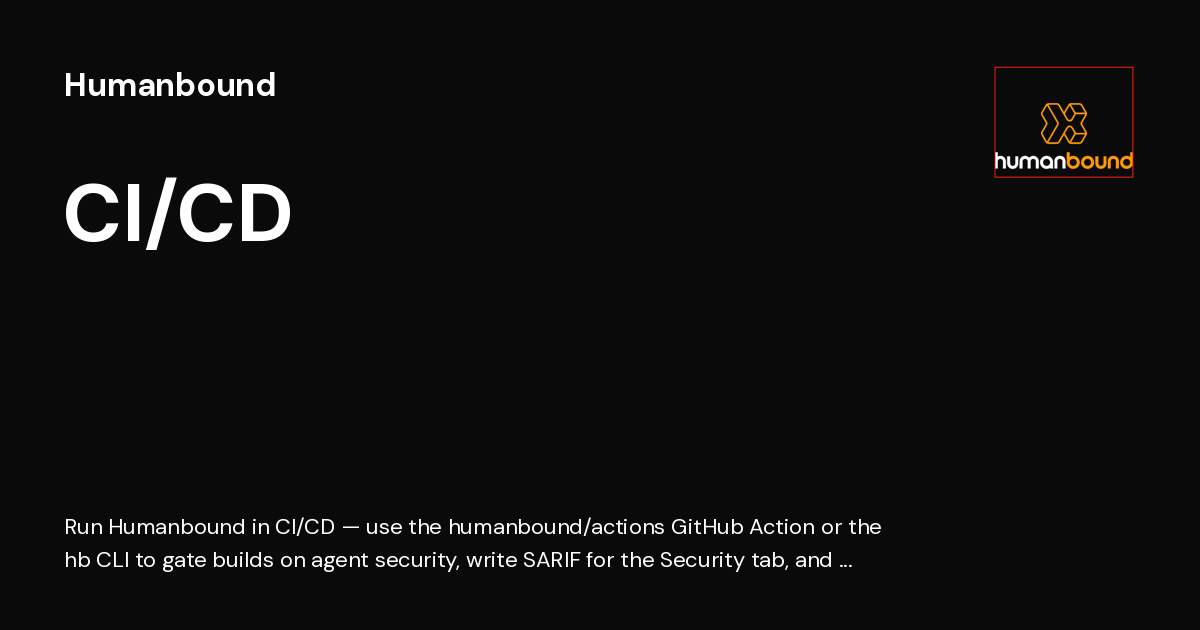 Humanbound
humanbound
CI/CD
Run Humanbound in CI/CD — use the humanbound/actions GitHub Action or the
hb CLI to gate builds on agent security, write SARIF for the Security tab, and ...